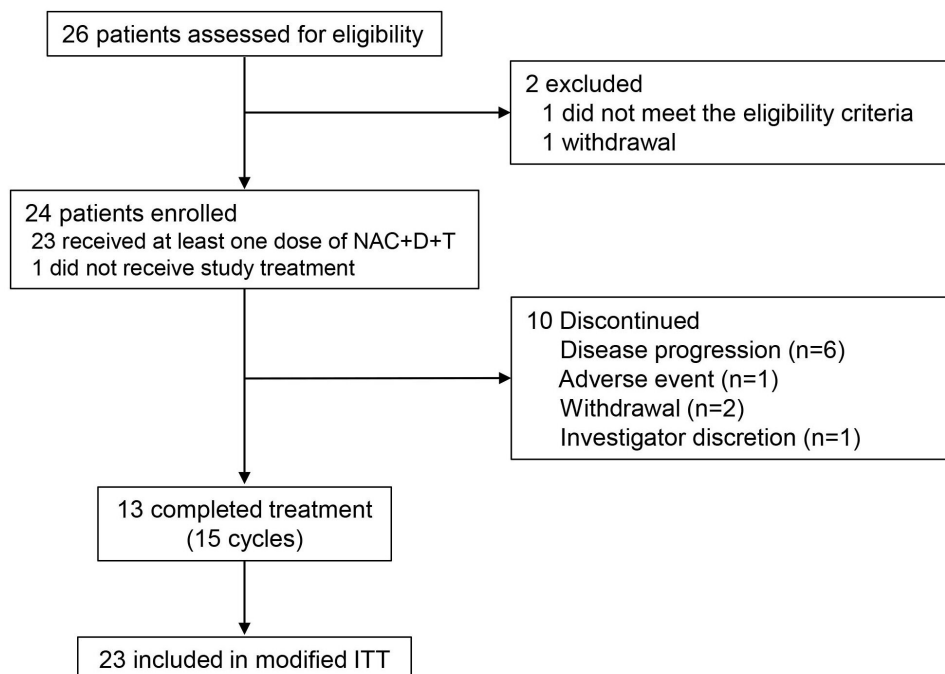 26 patients assessed for eligibility
2 excluded
1 did not meet the eligibility criteria
1 withdrawal
24 patients enrolled
23 received at least one dose of NAC+D+T
1 did not receive study treatment
10 Discontinued
Disease progression (n=6)
Adverse event (n=1)
Withdrawal (n=2)
Investigator discretion (n=1)
13 completed treatment
(15 cycles)
23 included in modified ITT